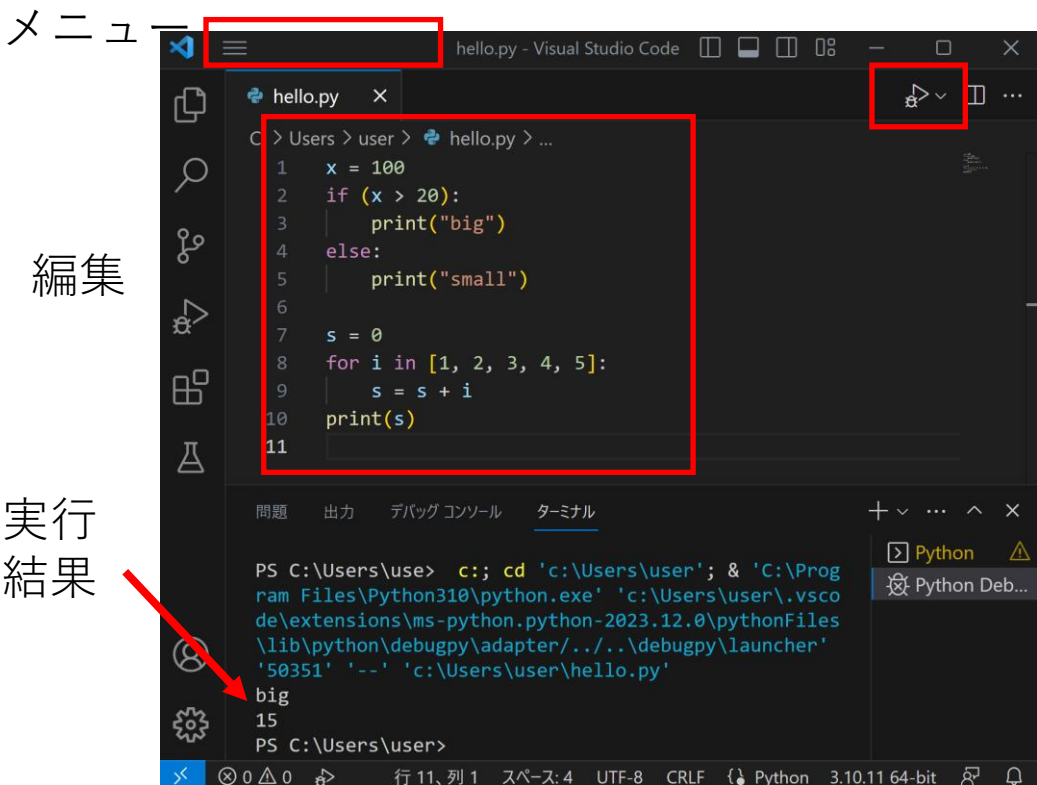 メニュー
hello.py - Visual Studio Code
hello.py
C: > Users > user > hello.py > ...
1 x = 100
2 if (x > 20):
3     print("big")
4 else:
5     print("small")
6
7 s = 0
8 for i in [1, 2, 3, 4, 5]:
9     s = s + i
10 print(s)
11
編集
問題 出力 デバッグ コンソール ターミナル
Python
Python Deb...
PS C:\Users\use> c:; cd 'c:\Users\user'; & 'C:\Prog
ram Files\Python310\python.exe' 'c:\Users\user\.vsco
de\extensions\ms-python.python-2023.12.0\pythonFiles
\lib\python\debugpy\adapter/../..\debugpy\launcher'
'50351' '--' 'c:\Users\user\hello.py'
big
15
PS C:\Users\user>
実行
結果
0 0 行 11、列 1 スペース: 4 UTF-8 CRLF Python 3.10.11 64-bit